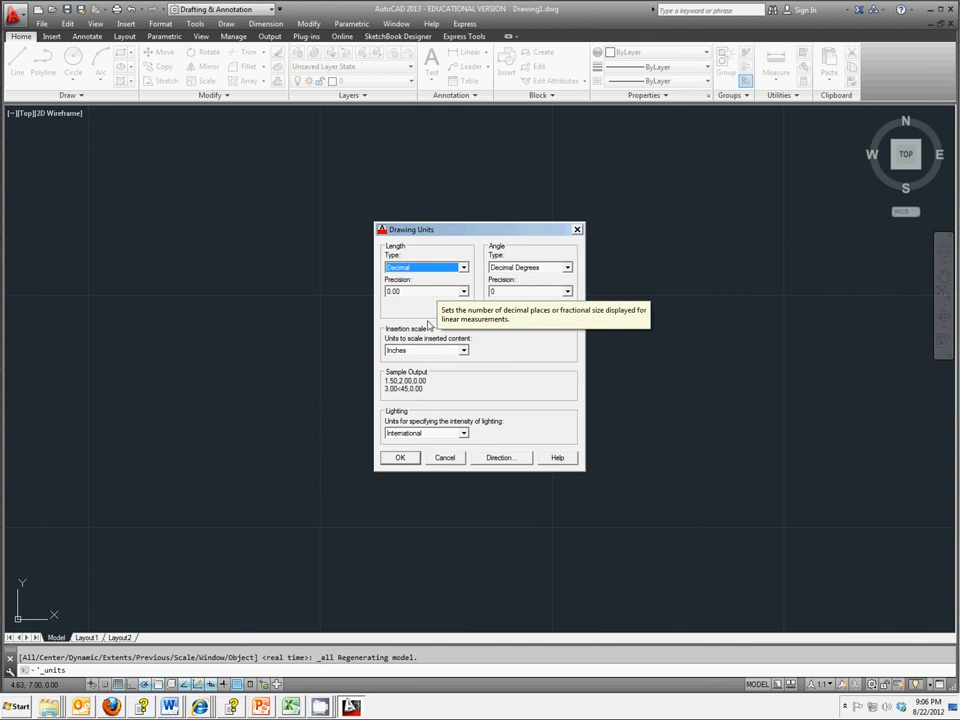 Drafting & Annotation
AutoCAD 2013 - EDUCATIONAL VERSION Drawing1.dwg
Type a keyword or phrase
Sign In
File Edit View Insert Format Tools Draw Dimension Modify Parametric Window Help Express
Home Insert Annotate Layout Parametric View Manage Output Plug-ins Online SketchBook Designer Express Tools
Line Polyline Circle Arc
Move Rotate Trim
Copy Mirror Fillet
Stretch Scale Array
Unsaved Layer State
0
Text
Linear
Leader
Table
Insert
Create
Edit
Edit Attributes
ByLayer
ByLayer
ByLayer
Group
Measure
Paste
Draw Modify Layers Annotation Block Properties Groups Utilities Clipboard
[−][Top][2D Wireframe]
N
W TOP E
S
WCS
Drawing Units
Length
Type:
Decimal
Precision:
0.00
Angle
Type:
Decimal Degrees
Precision:
0
Sets the number of decimal places or fractional size displayed for
linear measurements.
Insertion scale
Units to scale inserted content:
Inches
Sample Output
1.50,2.00,0.00
3.00<45,0.00
Lighting
Units for specifying the intensity of lighting:
International
OK Cancel Direction... Help
Y
X
Model Layout1 Layout2
[All/Center/Dynamic/Extents/Previous/Scale/Window/Object] <real time>: _all Regenerating model.
'_units
4.63, 7.00, 0.00
MODEL
1:1
Start
9:06 PM
8/22/2012